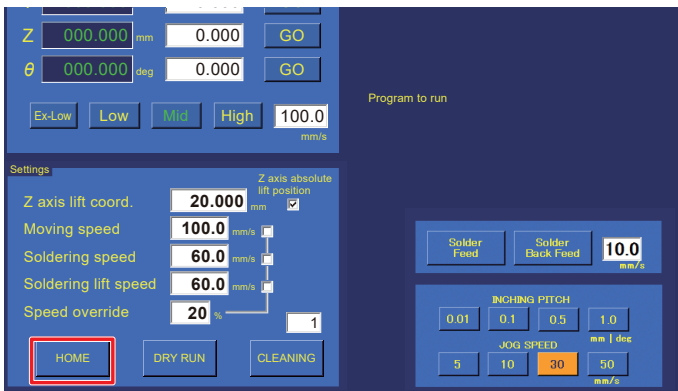 Z 000.000 mm 0.000 GO
θ 000.000 deg 0.000 GO
Ex-Low Low Mid High 100.0
mm/s
Program to run
Settings
Z axis absolute
lift position
Z axis lift coord. 20.000 mm
Moving speed 100.0 mm/s
Soldering speed 60.0 mm/s
Soldering lift speed 60.0 mm/s
Speed override 20 %
1
HOME DRY RUN CLEANING
Solder
Feed
Solder
Back Feed
10.0
mm/s
INCHING PITCH
0.01 0.1 0.5 1.0
mm | deg
JOG SPEED
5 10 30 50
mm/s